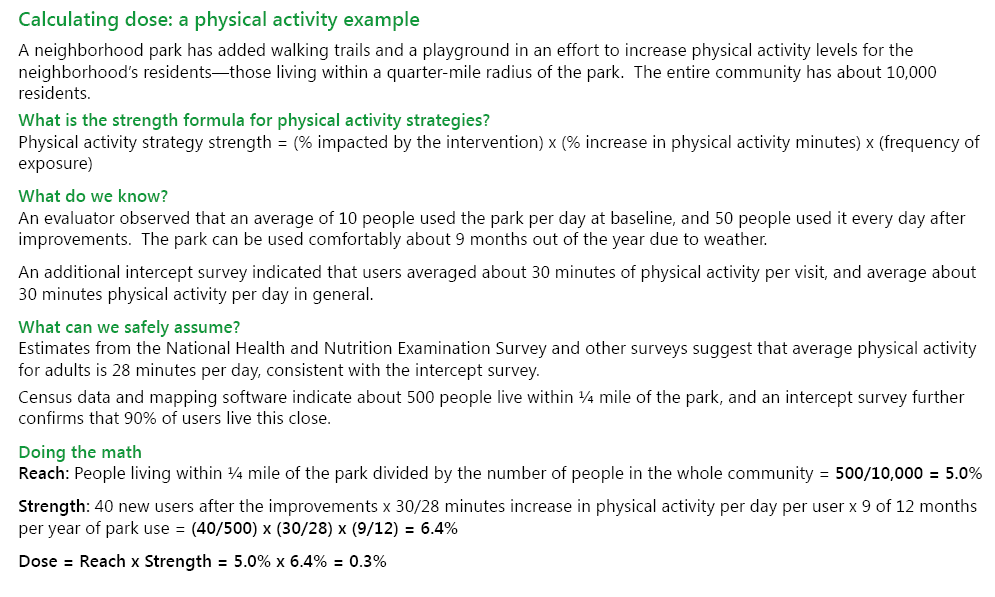 Calculating dose: a physical activity example
A neighborhood park has added walking trails and a playground in an effort to increase physical activity levels for the
neighborhood's residents—those living within a quarter-mile radius of the park.  The entire community has about 10,000
residents.
What is the strength formula for physical activity strategies?
Physical activity strategy strength = (% impacted by the intervention) x (% increase in physical activity minutes) x (frequency of
exposure)
What do we know?
An evaluator observed that an average of 10 people used the park per day at baseline, and 50 people used it every day after
improvements.  The park can be used comfortably about 9 months out of the year due to weather.
An additional intercept survey indicated that users averaged about 30 minutes of physical activity per visit, and average about
30 minutes physical activity per day in general.
What can we safely assume?
Estimates from the National Health and Nutrition Examination Survey and other surveys suggest that average physical activity
for adults is 28 minutes per day, consistent with the intercept survey.
Census data and mapping software indicate about 500 people live within ¼ mile of the park, and an intercept survey further
confirms that 90% of users live this close.
Doing the math
Reach: People living within ¼ mile of the park divided by the number of people in the whole community = 500/10,000 = 5.0%
Strength: 40 new users after the improvements x 30/28 minutes increase in physical activity per day per user x 9 of 12 months
per year of park use = (40/500) x (30/28) x (9/12) = 6.4%
Dose = Reach x Strength = 5.0% x 6.4% = 0.3%